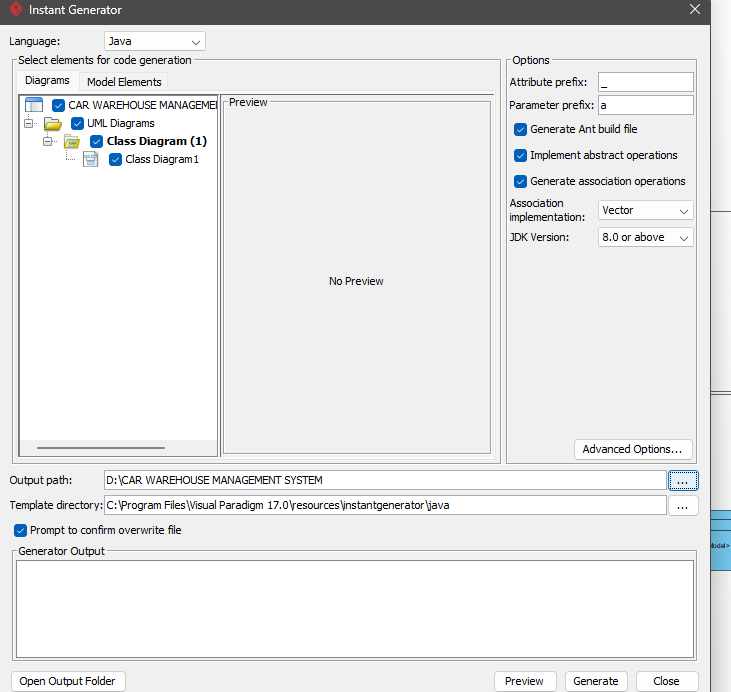 Instant Generator
Language: Java
Select elements for code generation
Diagrams Model Elements
CAR WAREHOUSE MANAGEME
UML Diagrams
Class Diagram (1)
Class Diagram1
Preview
No Preview
Options
Attribute prefix: _
Parameter prefix: a
Generate Ant build file
Implement abstract operations
Generate association operations
Association
implementation: Vector
JDK Version: 8.0 or above
Advanced Options...
Output path: D:\CAR WAREHOUSE MANAGEMENT SYSTEM ...
Template directory: C:\Program Files\Visual Paradigm 17.0\resources\instantgenerator\java ...
Prompt to confirm overwrite file
Generator Output
Model>
Open Output Folder Preview Generate Close